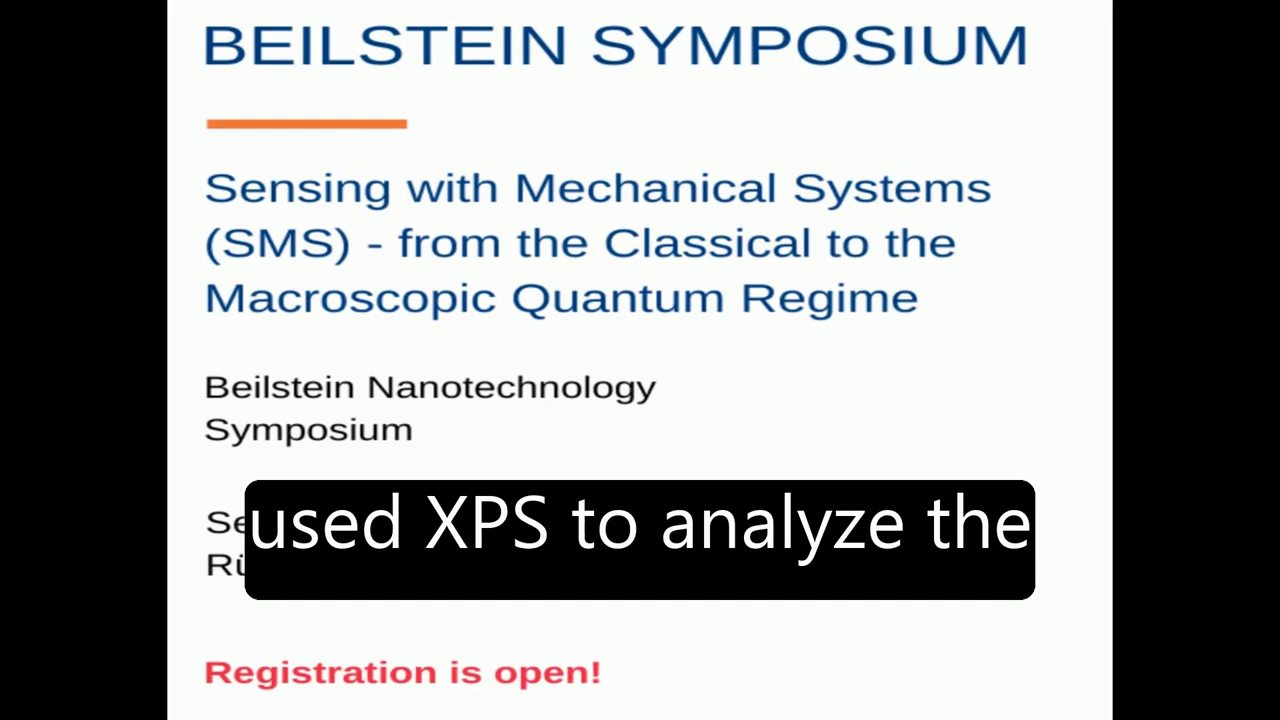 BEILSTEIN SYMPOSIUM
Sensing with Mechanical Systems
(SMS) - from the Classical to the
Macroscopic Quantum Regime
Beilstein Nanotechnology
Symposium
used XPS to analyze the
Registration is open!